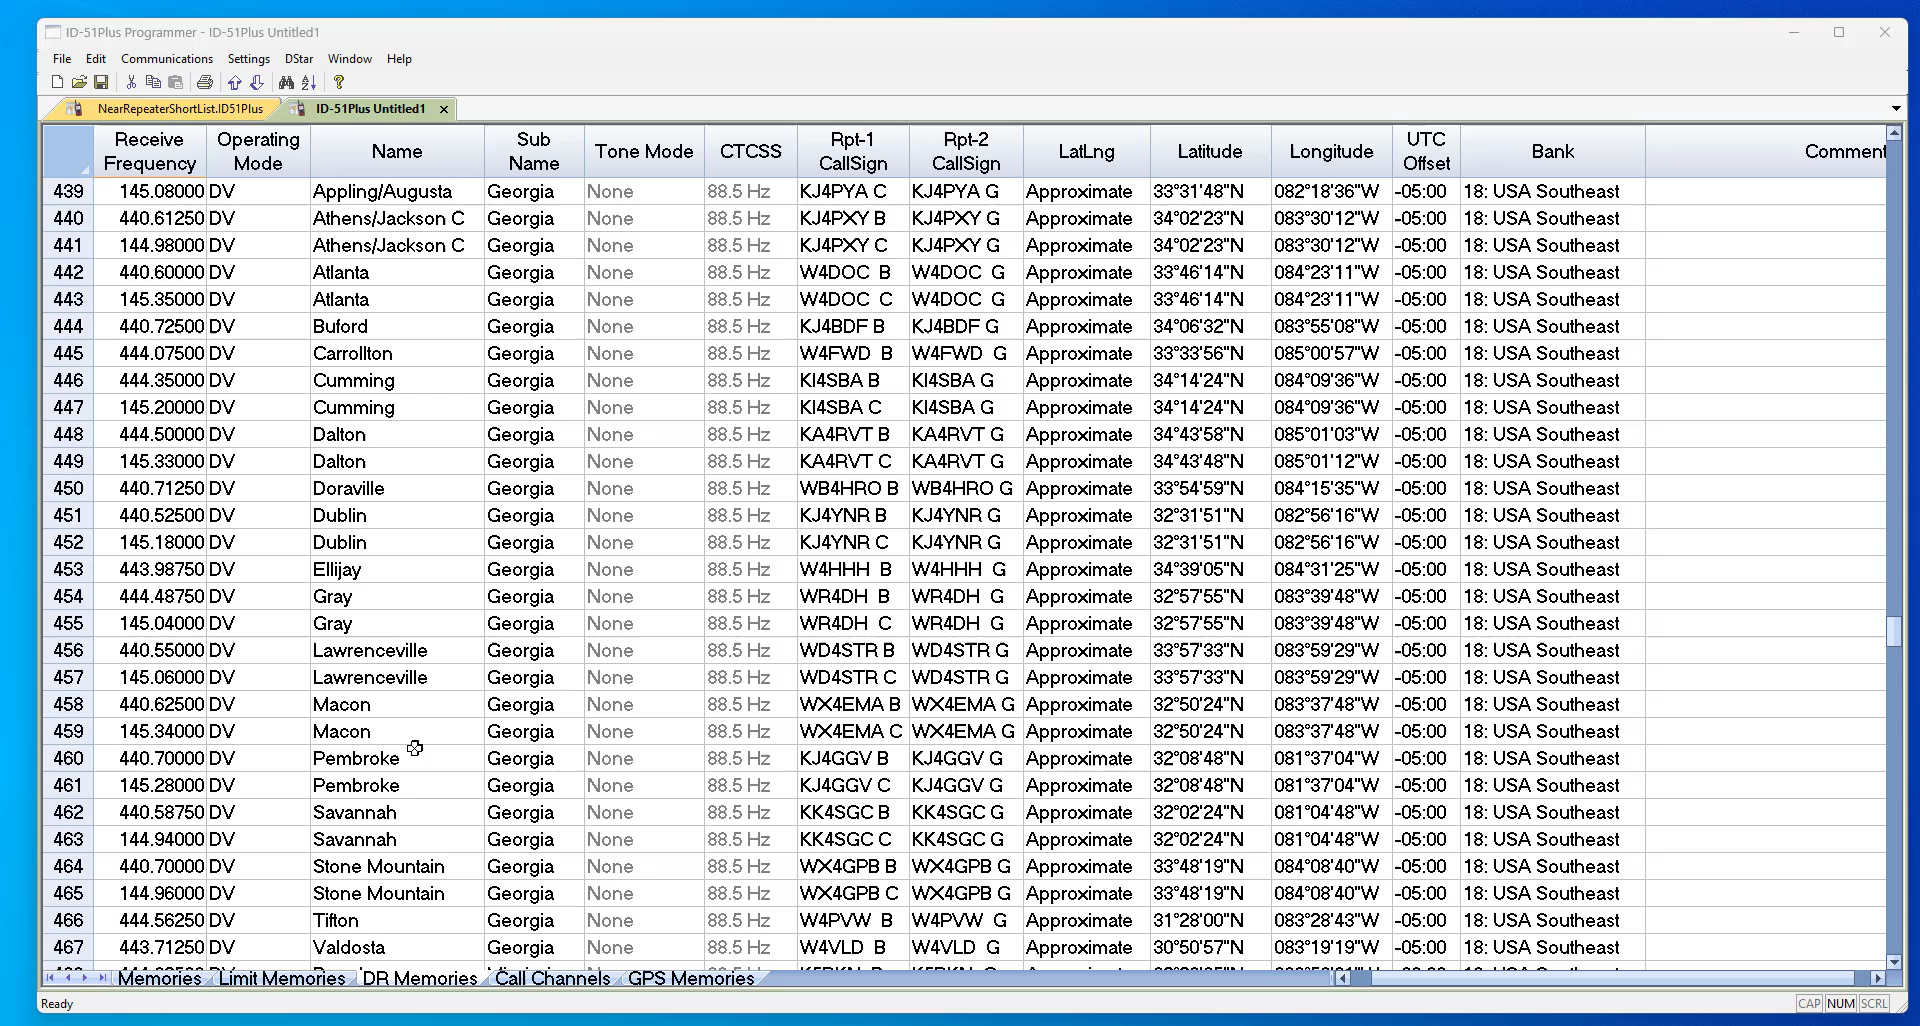 ID-51Plus Programmer - ID-51Plus Untitled1
File Edit Communications Settings DStar Window Help
NearRepeaterShortList.ID51Plus ID-51Plus Untitled1
Receive Frequency Operating Mode Name Sub Name Tone Mode CTCSS Rpt-1 CallSign Rpt-2 CallSign LatLng Latitude Longitude UTC Offset Bank Comment
439 145.08000 DV Appling/Augusta Georgia None 88.5 Hz KJ4PYA C KJ4PYA G Approximate 33°31'48"N 082°18'36"W -05:00 18: USA Southeast
440 440.61250 DV Athens/Jackson C Georgia None 88.5 Hz KJ4PXY B KJ4PXY G Approximate 34°02'23"N 083°30'12"W -05:00 18: USA Southeast
441 144.98000 DV Athens/Jackson C Georgia None 88.5 Hz KJ4PXY C KJ4PXY G Approximate 34°02'23"N 083°30'12"W -05:00 18: USA Southeast
442 440.60000 DV Atlanta Georgia None 88.5 Hz W4DOC B W4DOC G Approximate 33°46'14"N 084°23'11"W -05:00 18: USA Southeast
443 145.35000 DV Atlanta Georgia None 88.5 Hz W4DOC C W4DOC G Approximate 33°46'14"N 084°23'11"W -05:00 18: USA Southeast
444 440.72500 DV Buford Georgia None 88.5 Hz KJ4BDF B KJ4BDF G Approximate 34°06'32"N 083°55'08"W -05:00 18: USA Southeast
445 444.07500 DV Carrollton Georgia None 88.5 Hz W4FWD B W4FWD G Approximate 33°33'56"N 085°00'57"W -05:00 18: USA Southeast
446 444.35000 DV Cumming Georgia None 88.5 Hz KI4SBA B KI4SBA G Approximate 34°14'24"N 084°09'36"W -05:00 18: USA Southeast
447 145.20000 DV Cumming Georgia None 88.5 Hz KI4SBA C KI4SBA G Approximate 34°14'24"N 084°09'36"W -05:00 18: USA Southeast
448 444.50000 DV Dalton Georgia None 88.5 Hz KA4RVT B KA4RVT G Approximate 34°43'58"N 085°01'03"W -05:00 18: USA Southeast
449 145.33000 DV Dalton Georgia None 88.5 Hz KA4RVT C KA4RVT G Approximate 34°43'48"N 085°01'12"W -05:00 18: USA Southeast
450 440.71250 DV Doraville Georgia None 88.5 Hz WB4HRO B WB4HRO G Approximate 33°54'59"N 084°15'35"W -05:00 18: USA Southeast
451 440.52500 DV Dublin Georgia None 88.5 Hz KJ4YNR B KJ4YNR G Approximate 32°31'51"N 082°56'16"W -05:00 18: USA Southeast
452 145.18000 DV Dublin Georgia None 88.5 Hz KJ4YNR C KJ4YNR G Approximate 32°31'51"N 082°56'16"W -05:00 18: USA Southeast
453 443.98750 DV Ellijay Georgia None 88.5 Hz W4HHH B W4HHH G Approximate 34°39'05"N 084°31'25"W -05:00 18: USA Southeast
454 444.48750 DV Gray Georgia None 88.5 Hz WR4DH B WR4DH G Approximate 32°57'55"N 083°39'48"W -05:00 18: USA Southeast
455 145.04000 DV Gray Georgia None 88.5 Hz WR4DH C WR4DH G Approximate 32°57'55"N 083°39'48"W -05:00 18: USA Southeast
456 440.55000 DV Lawrenceville Georgia None 88.5 Hz WD4STR B WD4STR G Approximate 33°57'33"N 083°59'29"W -05:00 18: USA Southeast
457 145.06000 DV Lawrenceville Georgia None 88.5 Hz WD4STR C WD4STR G Approximate 33°57'33"N 083°59'29"W -05:00 18: USA Southeast
458 440.62500 DV Macon Georgia None 88.5 Hz WX4EMA B WX4EMA G Approximate 32°50'24"N 083°37'48"W -05:00 18: USA Southeast
459 145.34000 DV Macon Georgia None 88.5 Hz WX4EMA C WX4EMA G Approximate 32°50'24"N 083°37'48"W -05:00 18: USA Southeast
460 440.70000 DV Pembroke Georgia None 88.5 Hz KJ4GGV B KJ4GGV G Approximate 32°08'48"N 081°37'04"W -05:00 18: USA Southeast
461 145.28000 DV Pembroke Georgia None 88.5 Hz KJ4GGV C KJ4GGV G Approximate 32°08'48"N 081°37'04"W -05:00 18: USA Southeast
462 440.58750 DV Savannah Georgia None 88.5 Hz KK4SGC B KK4SGC G Approximate 32°02'24"N 081°04'48"W -05:00 18: USA Southeast
463 144.94000 DV Savannah Georgia None 88.5 Hz KK4SGC C KK4SGC G Approximate 32°02'24"N 081°04'48"W -05:00 18: USA Southeast
464 440.70000 DV Stone Mountain Georgia None 88.5 Hz WX4GPB B WX4GPB G Approximate 33°48'19"N 084°08'40"W -05:00 18: USA Southeast
465 144.96000 DV Stone Mountain Georgia None 88.5 Hz WX4GPB C WX4GPB G Approximate 33°48'19"N 084°08'40"W -05:00 18: USA Southeast
466 444.56250 DV Tifton Georgia None 88.5 Hz W4PVW B W4PVW G Approximate 31°28'00"N 083°28'43"W -05:00 18: USA Southeast
467 443.71250 DV Valdosta Georgia None 88.5 Hz W4VLD B W4VLD G Approximate 30°50'57"N 083°19'19"W -05:00 18: USA Southeast
Memories Limit Memories DR Memories Call Channels GPS Memories
Ready CAP NUM SCRL